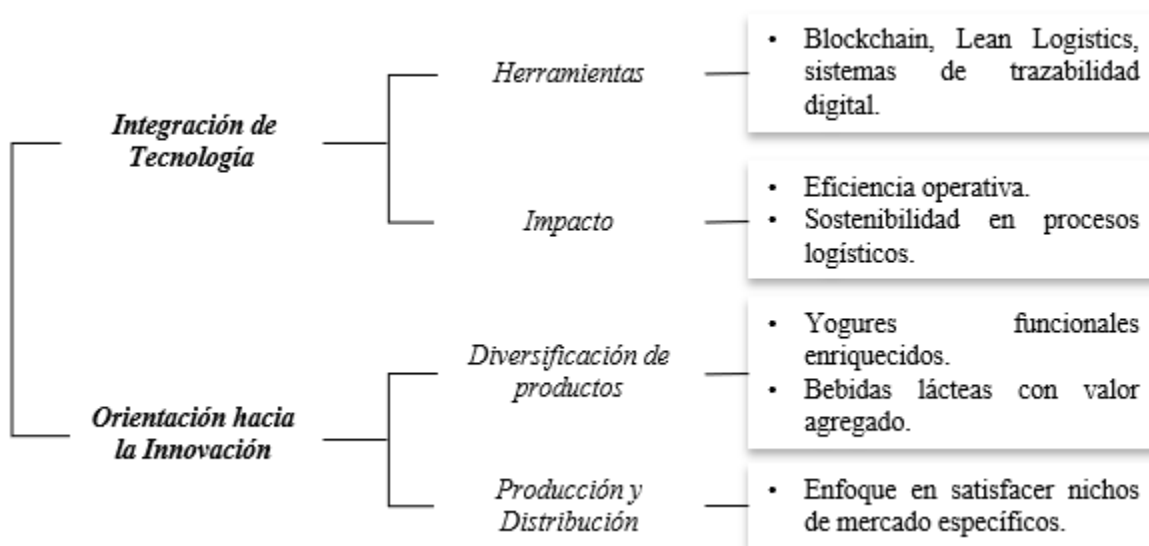 Integración de
Tecnología
Herramientas
• Blockchain, Lean Logistics,
sistemas de trazabilidad
digital.
Impacto
• Eficiencia operativa.
• Sostenibilidad en procesos
logísticos.
Orientación hacia
la Innovación
Diversificación de
productos
• Yogures funcionales
enriquecidos.
• Bebidas lácteas con valor
agregado.
Producción y
Distribución
• Enfoque en satisfacer nichos
de mercado específicos.